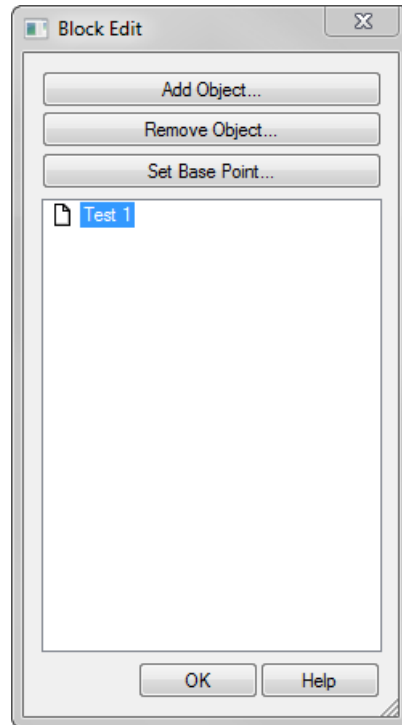 Block Edit
Add Object...
Remove Object...
Set Base Point...
Test 1
OK Help